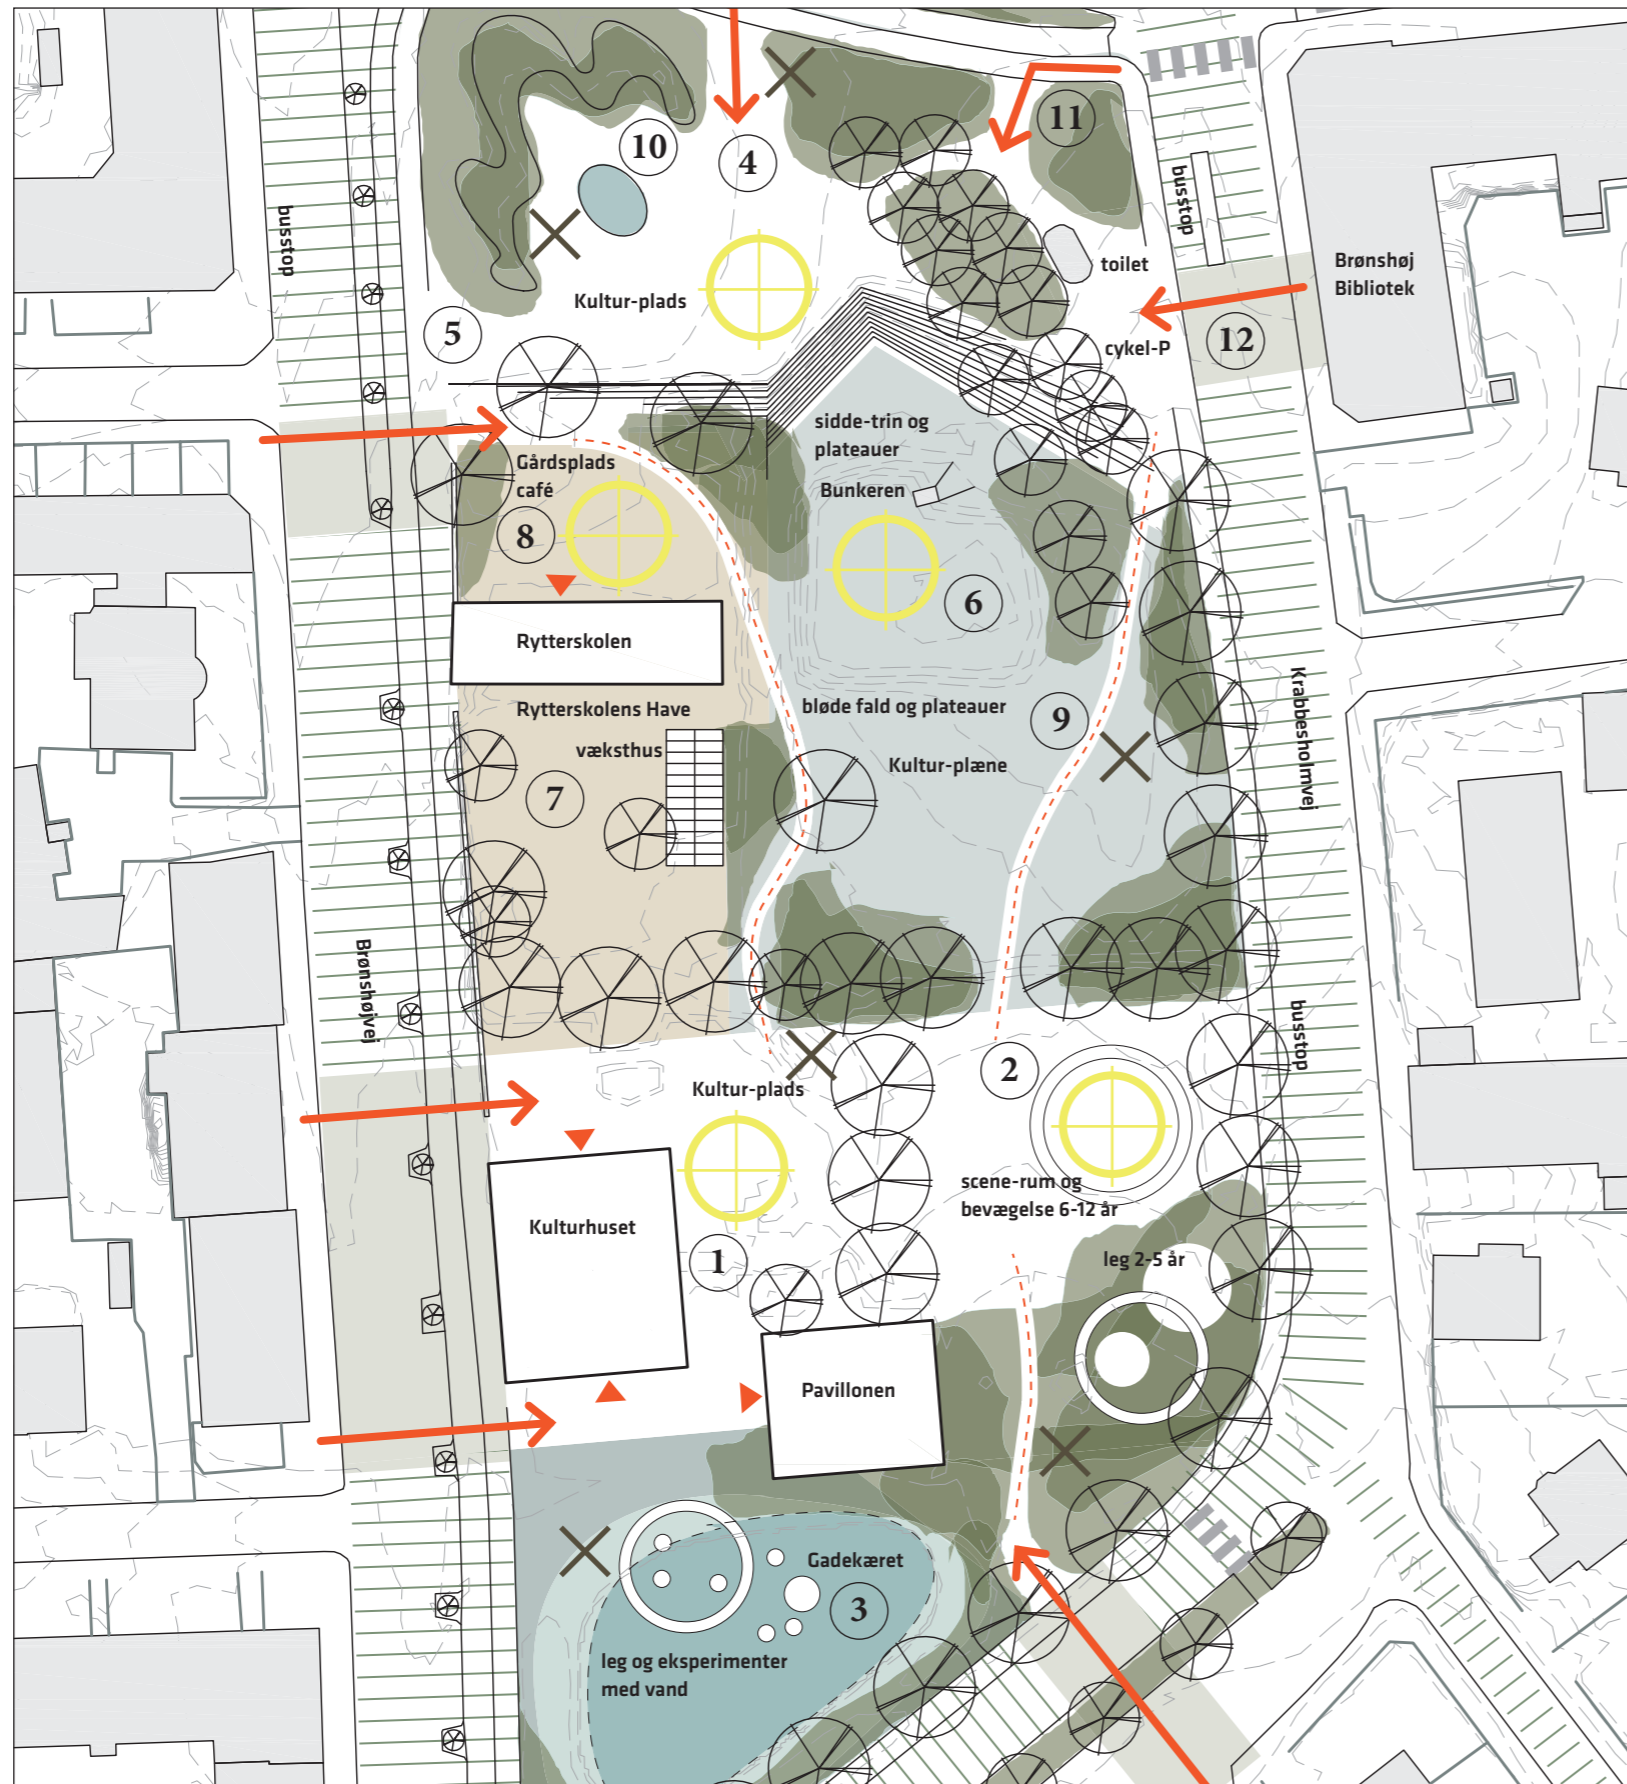 10
4
11
busstop
bustop
toilet
Brønshøj
Bibliotek
Kultur-plads
5
12
cykel-P
sidde-trin og
plateauer
Gårdsplads
café
Bunkeren
8
6
Rytterskolen
Rytterskolens Have
bløde fald og plateauer
9
Krabbesholmvej
væksthus
Kultur-plæne
7
Brønshøjvej
busstop
2
Kultur-plads
scene-rum og
bevægelse 6-12 år
Kulturhuset
1
leg 2-5 år
Pavillonen
Gadekæret
3
leg og eksperimenter
med vand